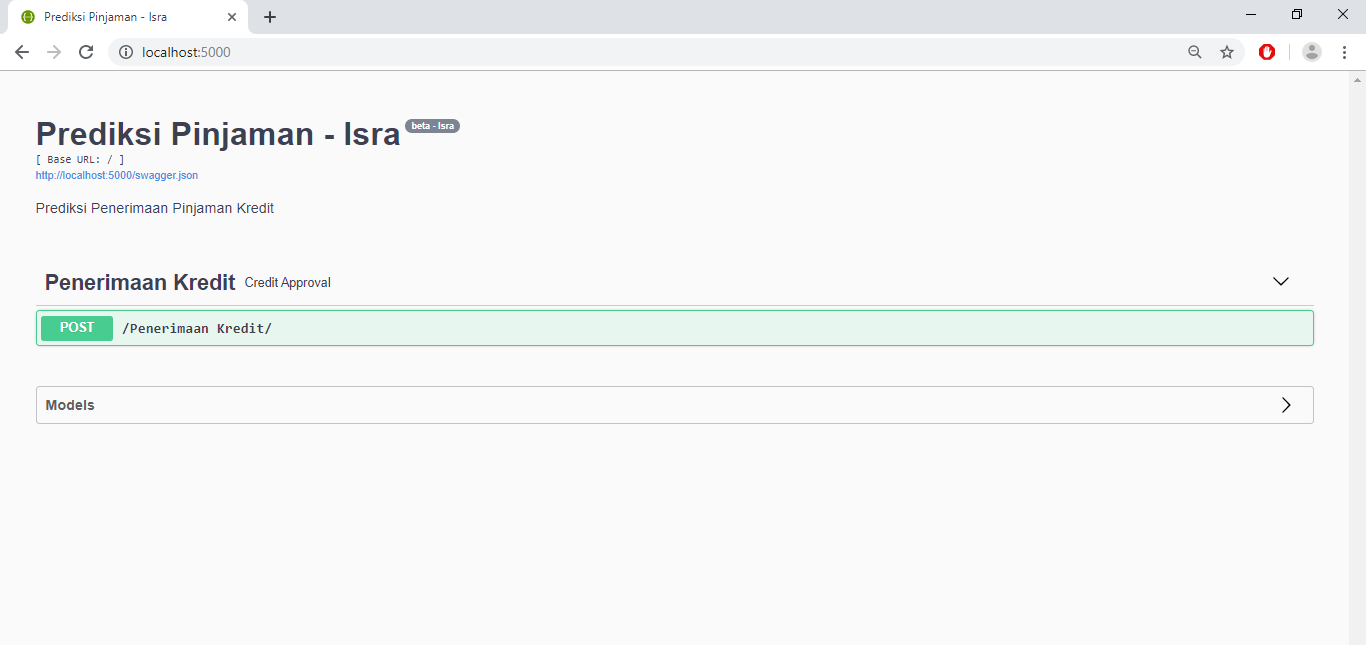 Prediksi Pinjaman - Isra
localhost:5000
Prediksi Pinjaman - Isra beta - Isra
[ Base URL: / ]
http://localhost:5000/swagger.json
Prediksi Penerimaan Pinjaman Kredit
Penerimaan Kredit Credit Approval
POST /Penerimaan Kredit/
Models